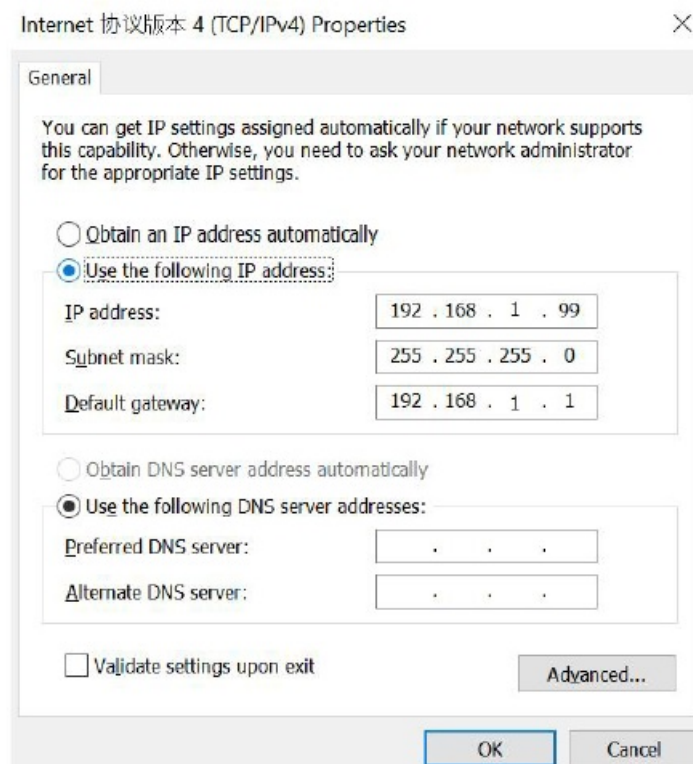 Internet 协议版本 4 (TCP/IPv4) Properties
General
You can get IP settings assigned automatically if your network supports
this capability. Otherwise, you need to ask your network administrator
for the appropriate IP settings.
Obtain an IP address automatically
Use the following IP address:
IP address: 192 . 168 . 1 . 99
Subnet mask: 255 . 255 . 255 . 0
Default gateway: 192 . 168 . 1 . 1
Obtain DNS server address automatically
Use the following DNS server addresses:
Preferred DNS server: . . .
Alternate DNS server: . . .
Validate settings upon exit
Advanced...
OK Cancel